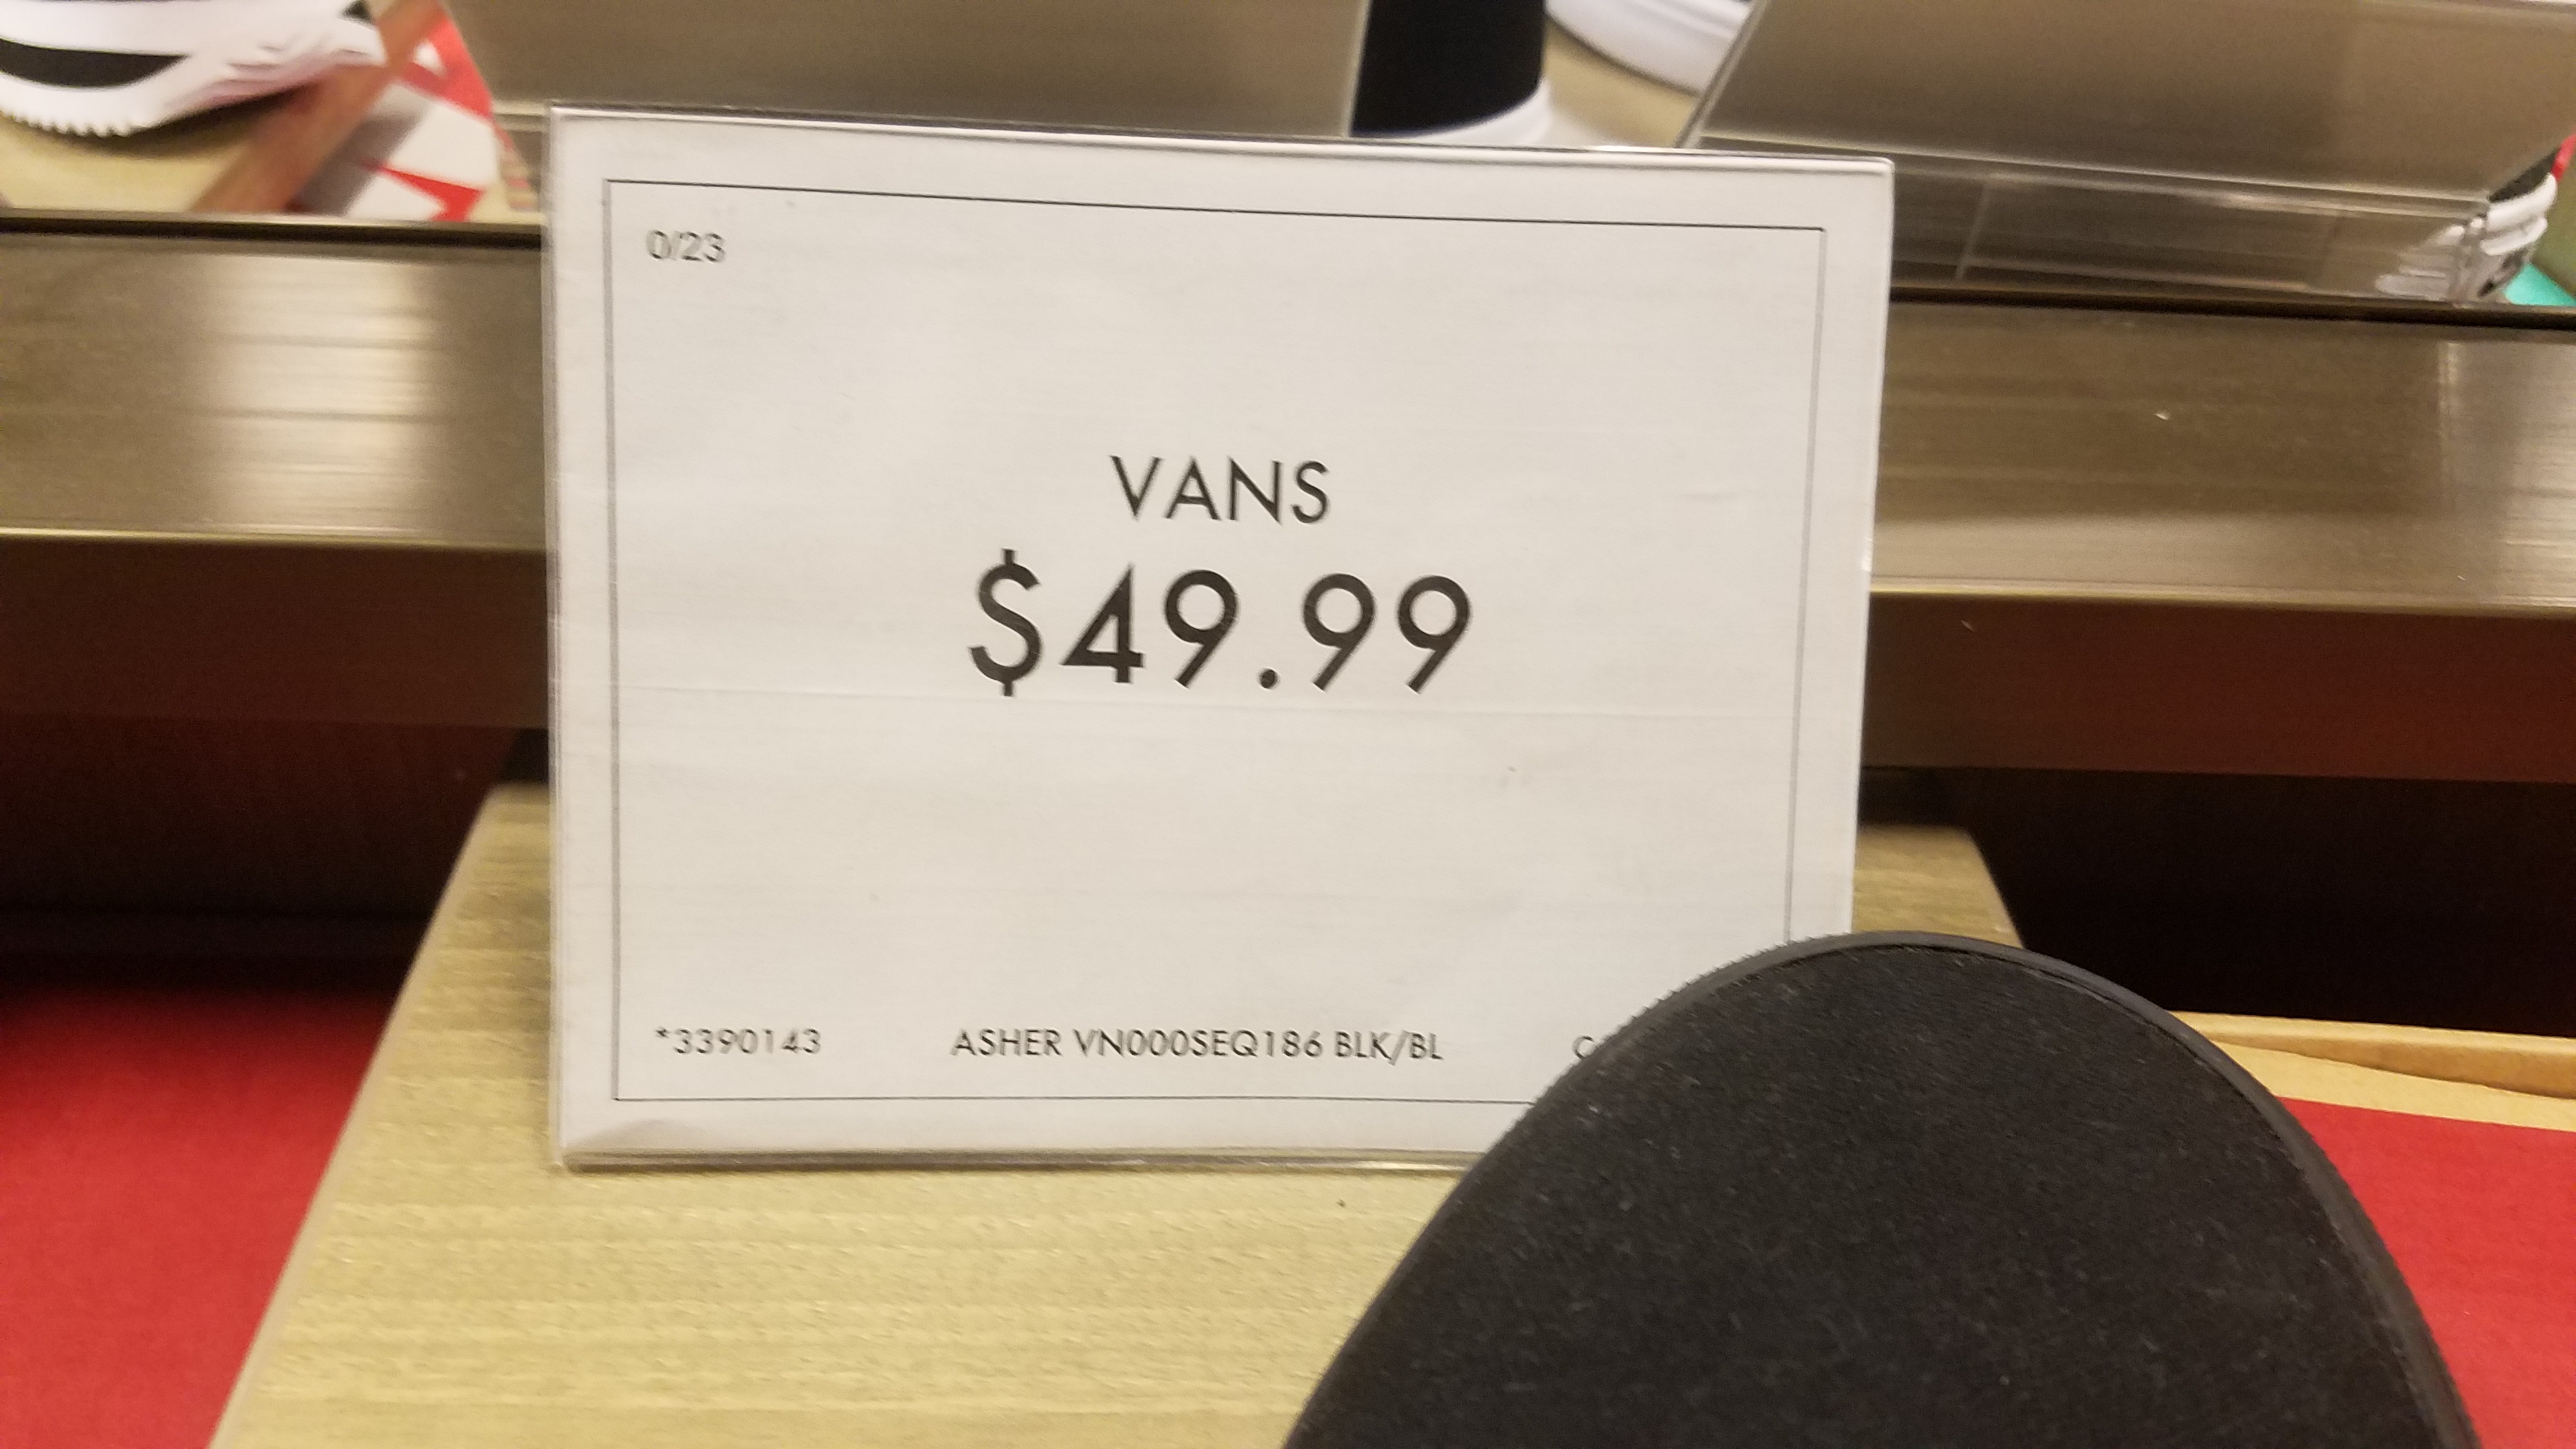 0/23
VANS
$49.99
*3390143 ASHER VN000SEQ186 BLK/BL